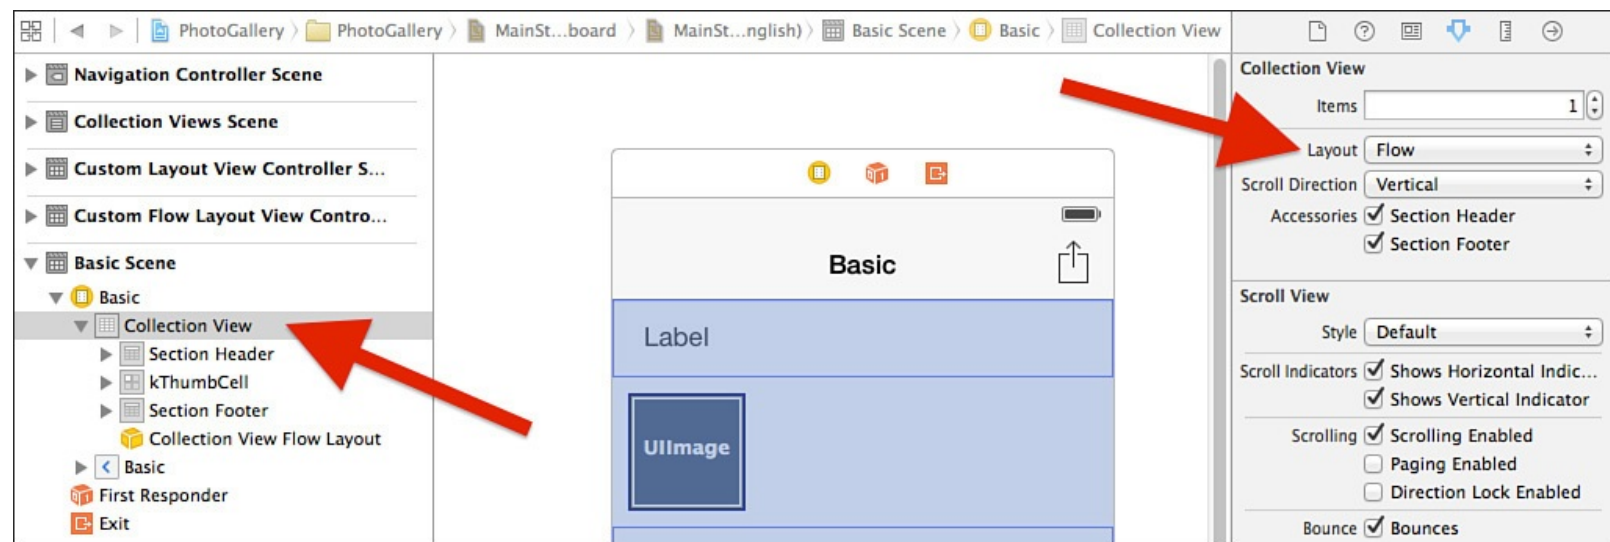 PhotoGallery PhotoGallery MainSt...board MainSt...nglish) Basic Scene Basic Collection View
Navigation Controller Scene
Collection Views Scene
Custom Layout View Controller S...
Custom Flow Layout View Contro...
Basic Scene
Basic
Collection View
Section Header
kThumbCell
Section Footer
Collection View Flow Layout
Basic
First Responder
Exit
Basic
Label
UIImage
Collection View
Items 1
Layout Flow
Scroll Direction Vertical
Accessories Section Header
Section Footer
Scroll View
Style Default
Scroll Indicators Shows Horizontal Indic...
Shows Vertical Indicator
Scrolling Scrolling Enabled
Paging Enabled
Direction Lock Enabled
Bounce Bounces